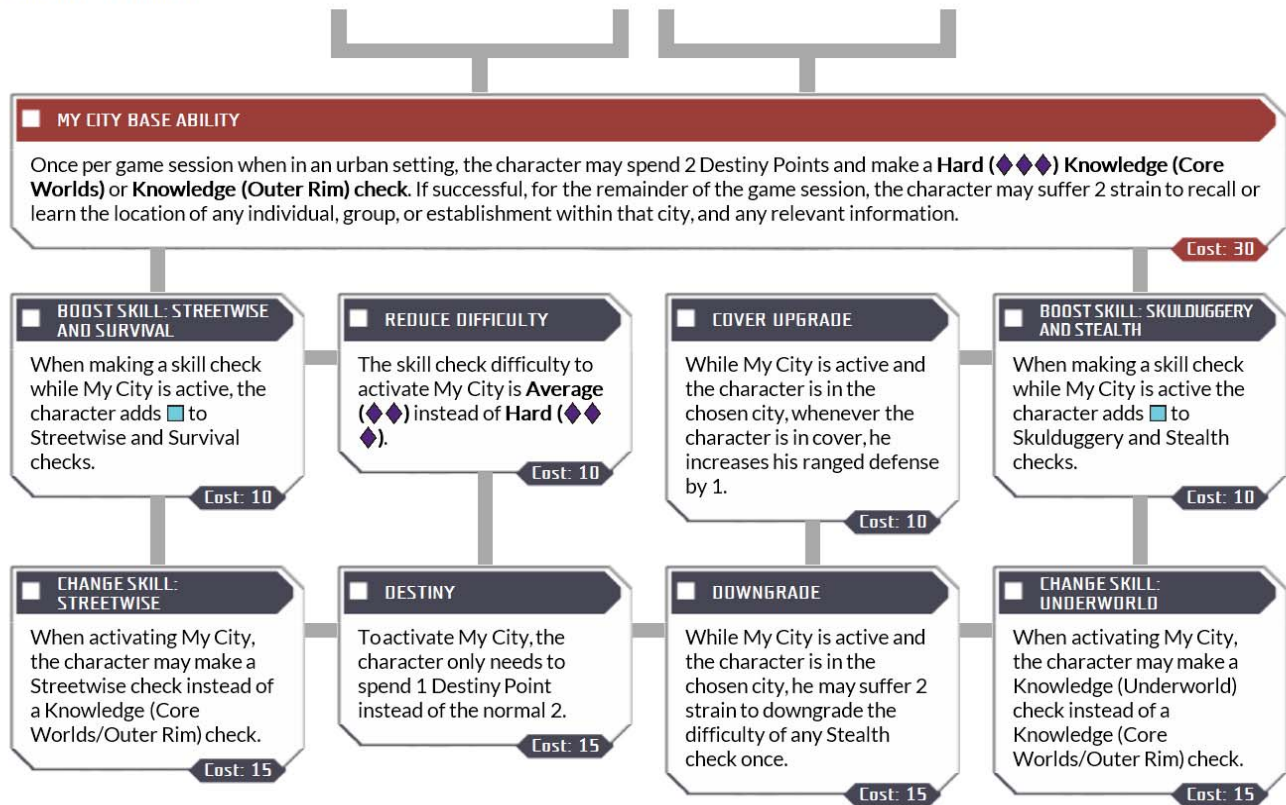 MY CITY BASE ABILITY
Once per game session when in an urban setting, the character may spend 2 Destiny Points and make a Hard (◆◆◆) Knowledge (Core
Worlds) or Knowledge (Outer Rim) check. If successful, for the remainder of the game session, the character may suffer 2 strain to recall or
learn the location of any individual, group, or establishment within that city, and any relevant information.
Cost: 30
BOOST SKILL: STREETWISE
AND SURVIVAL
When making a skill check
while My City is active, the
character adds ■ to
Streetwise and Survival
checks.
Cost: 10
REDUCE DIFFICULTY
The skill check difficulty to
activate My City is Average
(◆◆) instead of Hard (◆◆
◆).
Cost: 10
COVER UPGRADE
While My City is active and
the character is in the
chosen city, whenever the
character is in cover, he
increases his ranged defense
by 1.
Cost: 10
BOOST SKILL: SKULDUGGERY
AND STEALTH
When making a skill check
while My City is active the
character adds ■ to
Skulduggery and Stealth
checks.
Cost: 10
CHANGE SKILL:
STREETWISE
When activating My City,
the character may make a
Streetwise check instead of
a Knowledge (Core
Worlds/Outer Rim) check.
Cost: 15
DESTINY
To activate My City, the
character only needs to
spend 1 Destiny Point
instead of the normal 2.
Cost: 15
DOWNGRADE
While My City is active and
the character is in the
chosen city, he may suffer 2
strain to downgrade the
difficulty of any Stealth
check once.
Cost: 15
CHANGE SKILL:
UNDERWORLD
When activating My City,
the character may make a
Knowledge (Underworld)
check instead of a
Knowledge (Core
Worlds/Outer Rim) check.
Cost: 15